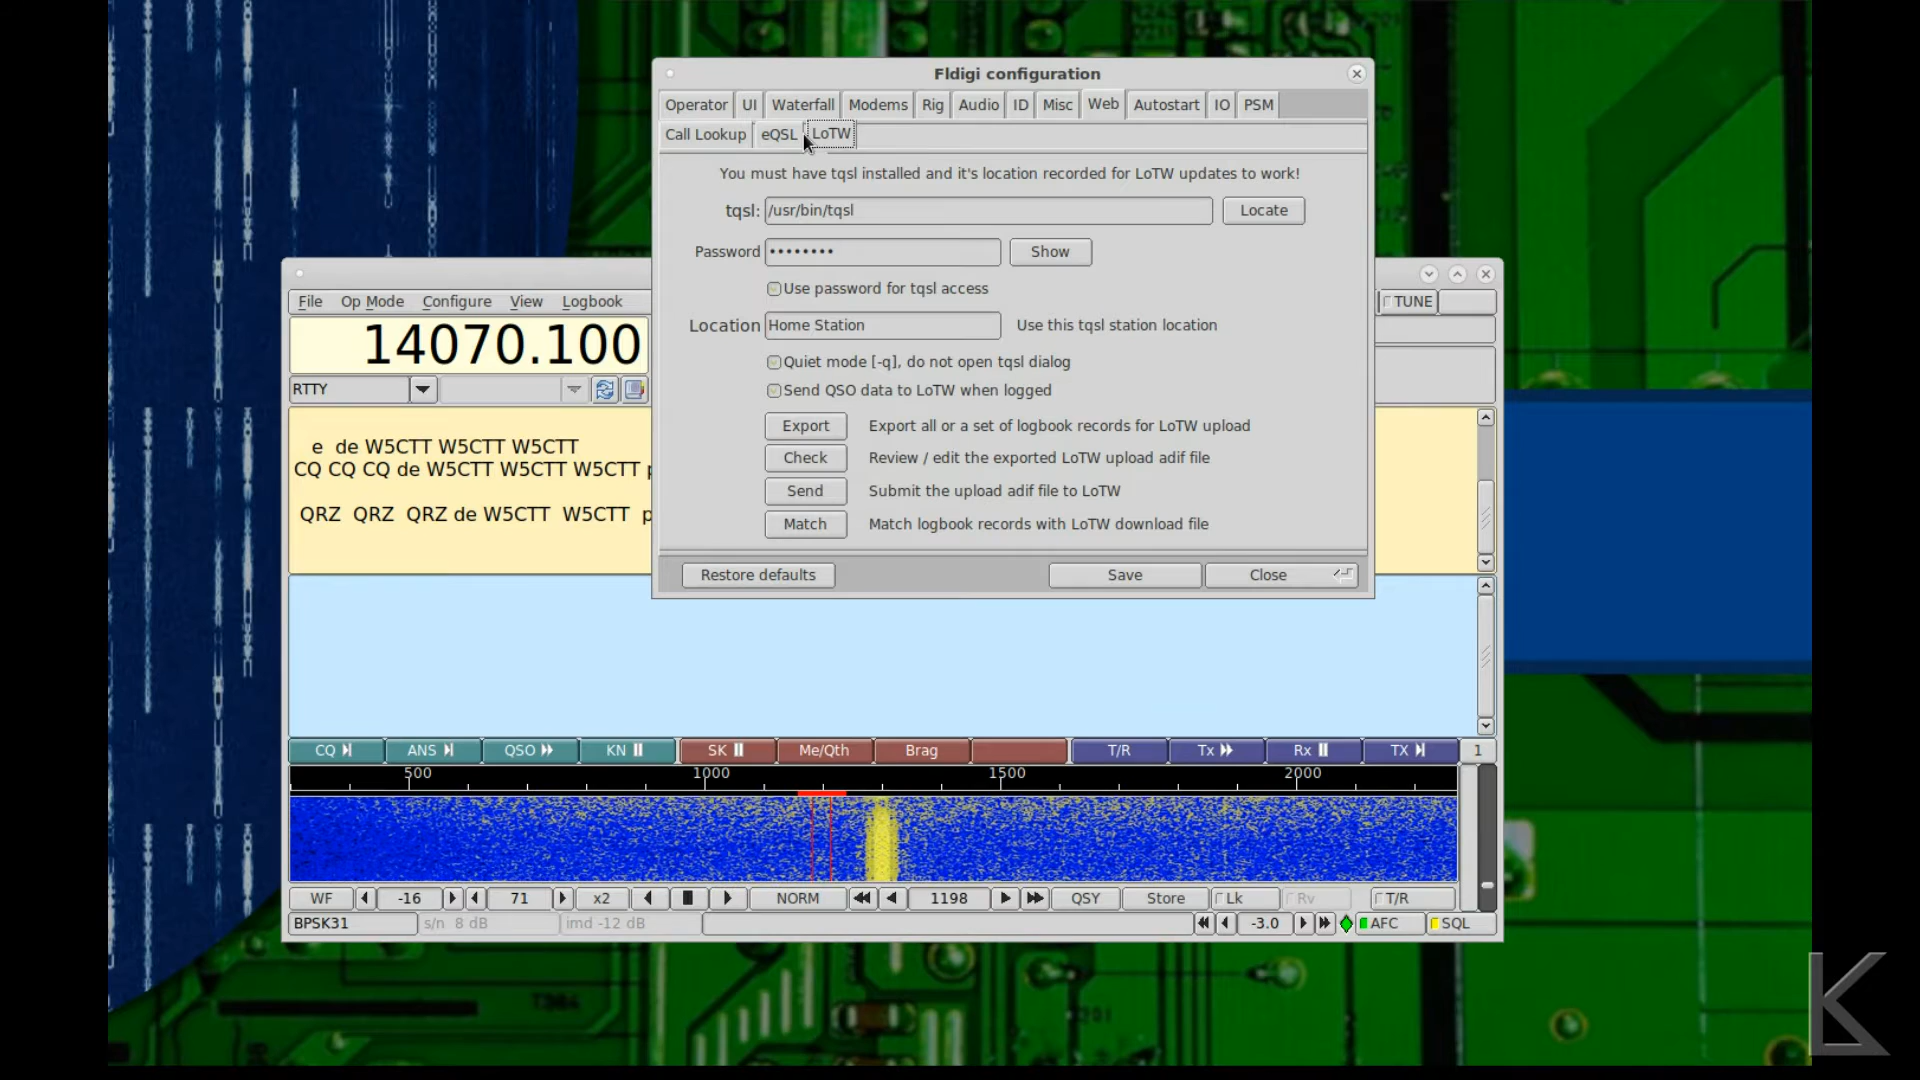 Fldigi configuration
Operator UI Waterfall Modems Rig Audio ID Misc Web Autostart IO PSM
Call Lookup eQSL LoTW
You must have tqsl installed and it's location recorded for LoTW updates to work!
tqsl: /usr/bin/tqsl Locate
Password •••••••• Show
Use password for tqsl access
Location Home Station Use this tqsl station location
Quiet mode [-q], do not open tqsl dialog
Send QSO data to LoTW when logged
Export Export all or a set of logbook records for LoTW upload
Check Review / edit the exported LoTW upload adif file
Send Submit the upload adif file to LoTW
Match Match logbook records with LoTW download file
Restore defaults Save Close
File Op Mode Configure View Logbook TUNE
14070.100
RTTY
e de W5CTT W5CTT W5CTT
CQ CQ CQ de W5CTT W5CTT W5CTT p
QRZ QRZ QRZ de W5CTT W5CTT p
CQ ANS QSO KN SK Me/Qth Brag T/R Tx Rx TX 1
500 1000 1500 2000
WF -16 71 x2 NORM 1198 QSY Store Lk Rv T/R
BPSK31 s/n 8 dB imd -12 dB -3.0 AFC SQL
K